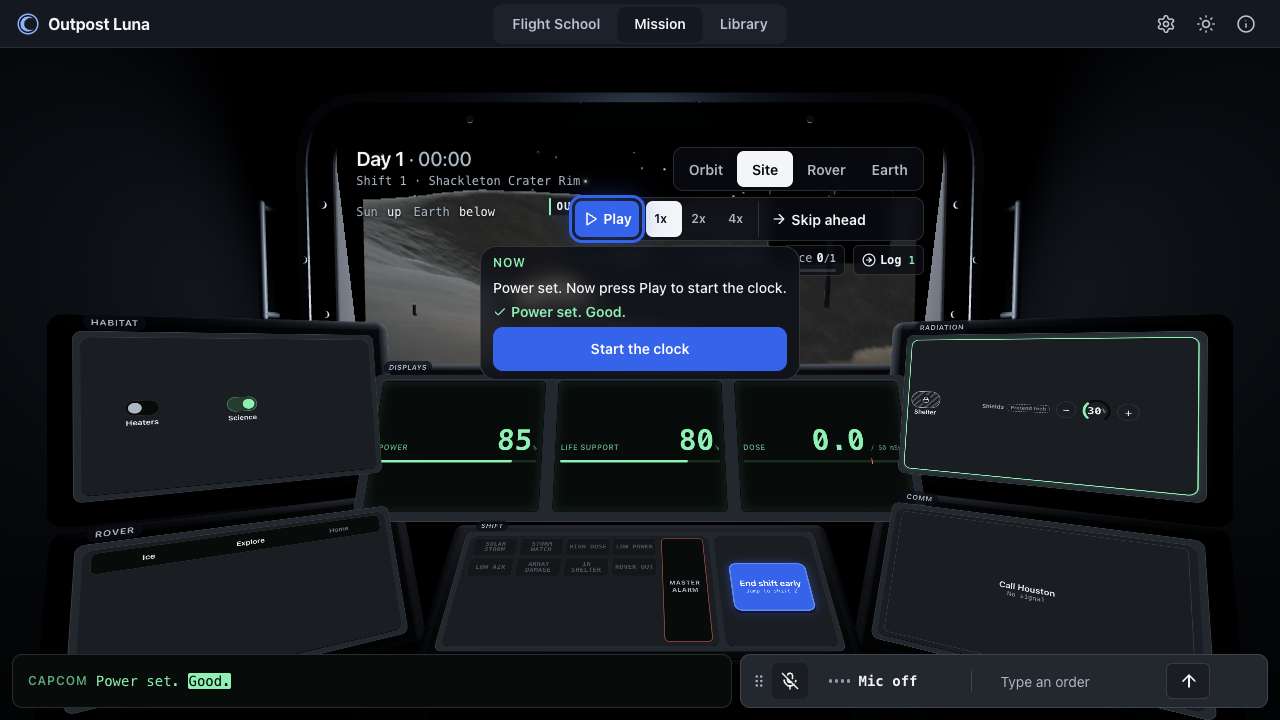 Outpost Luna
Flight School
Mission
Library
Day 1 · 00:00
Shift 1 · Shackleton Crater Rim
Sun up Earth below
Orbit
Site
Rover
Earth
Play
1x
2x
4x
Skip ahead
0/1
Log 1
NOW
Power set. Now press Play to start the clock.
Power set. Good.
Start the clock
HABITAT
Heaters
Science
DISPLAYS
POWER 85%
LIFE SUPPORT 80%
DOSE 0.0
RADIATION
Shelter
Shields
Pretend tech
− 30% +
ROVER
Ice
Explore
Home
SHIFT
SOLAR STORM
STORM WATCH
HIGH DOSE
LOW POWER
LOW AIR
ARRAY DAMAGE
IN SHELTER
ROVER OUT
MASTER ALARM
End shift early
Jump to shift 2
COMM
Call Houston
No signal
CAPCOM Power set. Good.
Mic off
Type an order